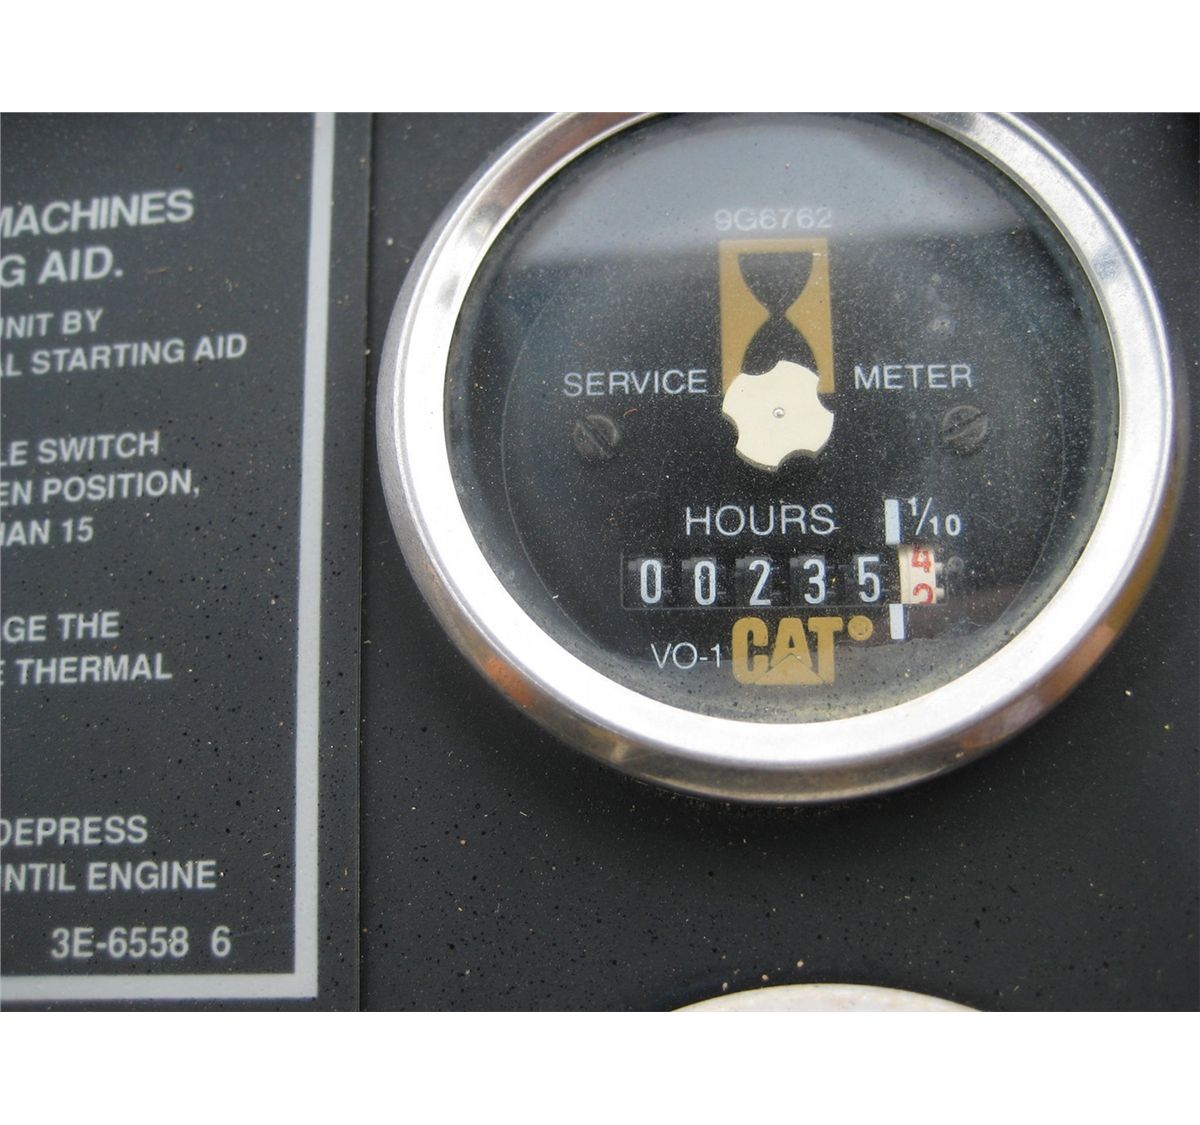 MACHINES
G AID.
UNIT BY
AL STARTING AID
LE SWITCH
EN POSITION,
HAN 15
GE THE
E THERMAL
DEPRESS
UNTIL ENGINE
3E-6558 6
9G6762
SERVICE METER
HOURS 1/10
00235
VO-1 CAT